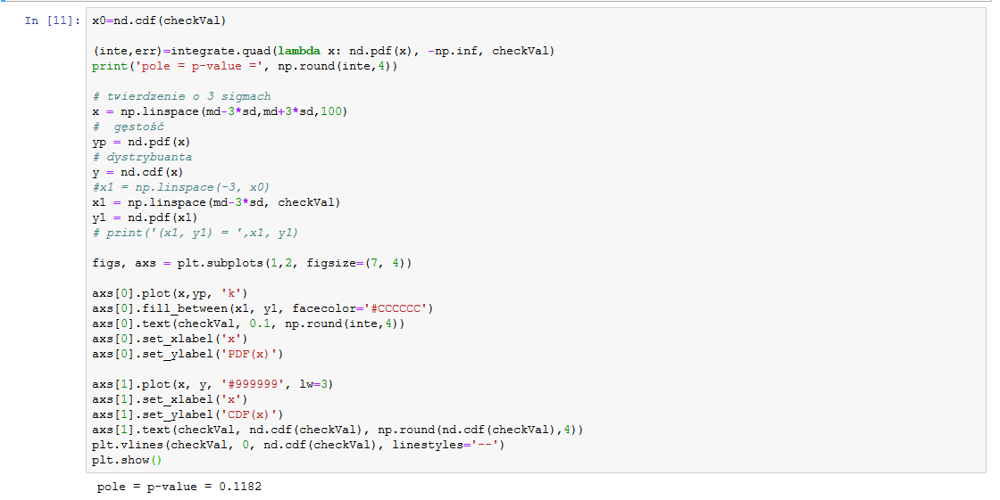 In [11]: x0=nd.cdf(checkVal)
(inte,err)=integrate.quad(lambda x: nd.pdf(x), -np.inf, checkVal)
print('pole = p-value =', np.round(inte,4))
# twierdzenie o 3 sigmach
x = np.linspace(md-3*sd,md+3*sd,100)
#  gęstość
yp = nd.pdf(x)
# dystrybuanta
y = nd.cdf(x)
#x1 = np.linspace(-3, x0)
x1 = np.linspace(md-3*sd, checkVal)
y1 = nd.pdf(x1)
# print('(x1, y1) = ',x1, y1)
figs, axs = plt.subplots(1,2, figsize=(7, 4))
axs[0].plot(x,yp, 'k')
axs[0].fill_between(x1, y1, facecolor='#CCCCCC')
axs[0].text(checkVal, 0.1, np.round(inte,4))
axs[0].set_xlabel('x')
axs[0].set_ylabel('PDF(x)')
axs[1].plot(x, y, '#999999', lw=3)
axs[1].set_xlabel('x')
axs[1].set_ylabel('CDF(x)')
axs[1].text(checkVal, nd.cdf(checkVal), np.round(nd.cdf(checkVal),4))
plt.vlines(checkVal, 0, nd.cdf(checkVal), linestyles='--')
plt.show()
pole = p-value = 0.1182